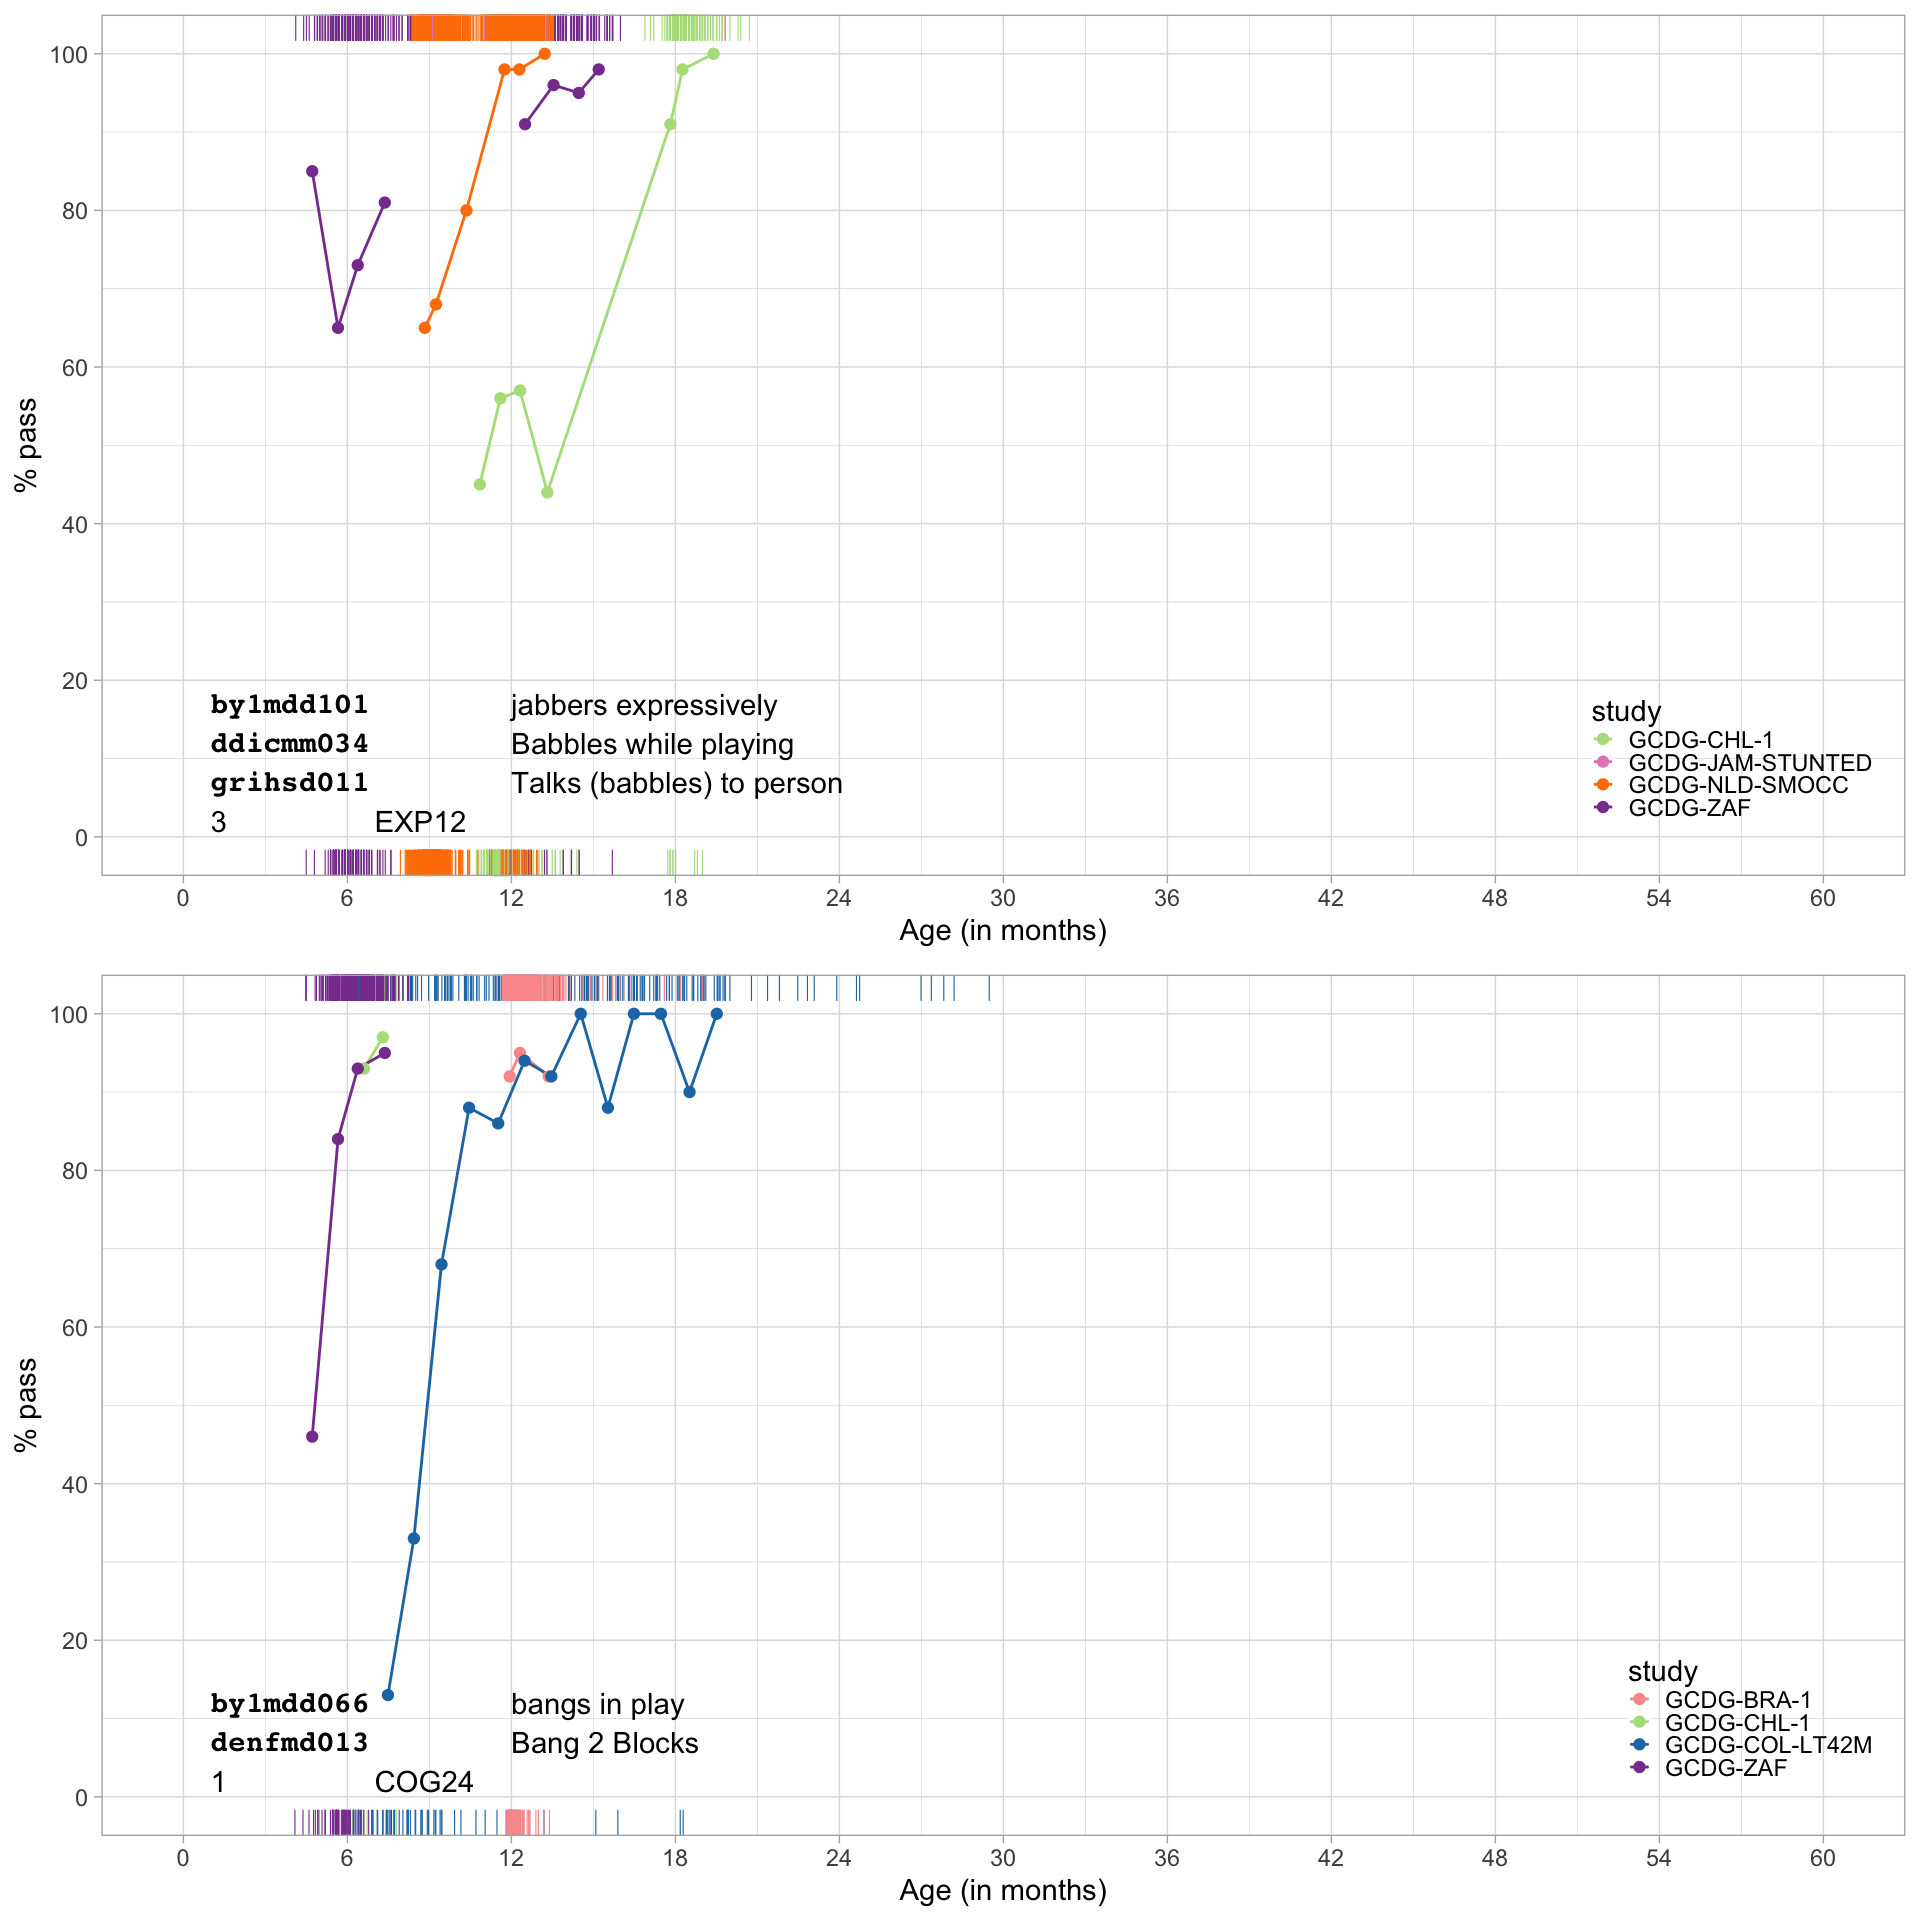 100
80
60
40
20
0
% pass
by1mdd101 jabbers expressively
ddicmm034 Babbles while playing
grihsd011 Talks (babbles) to person
3 EXP12
study
GCDG-CHL-1
GCDG-JAM-STUNTED
GCDG-NLD-SMOCC
GCDG-ZAF
0 6 12 18 24 30 36 42 48 54 60
Age (in months)
100
80
60
40
20
0
% pass
by1mdd066 bangs in play
denfmd013 Bang 2 Blocks
1 COG24
study
GCDG-BRA-1
GCDG-CHL-1
GCDG-COL-LT42M
GCDG-ZAF
0 6 12 18 24 30 36 42 48 54 60
Age (in months)